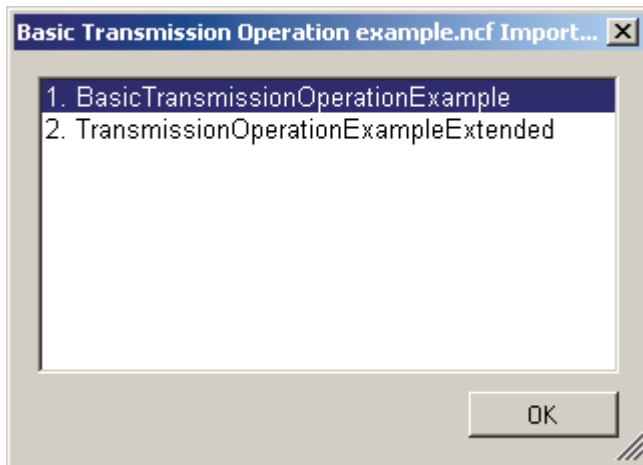 Basic Transmission Operation example.ncf Import...
1. BasicTransmissionOperationExample
2. TransmissionOperationExampleExtended
OK